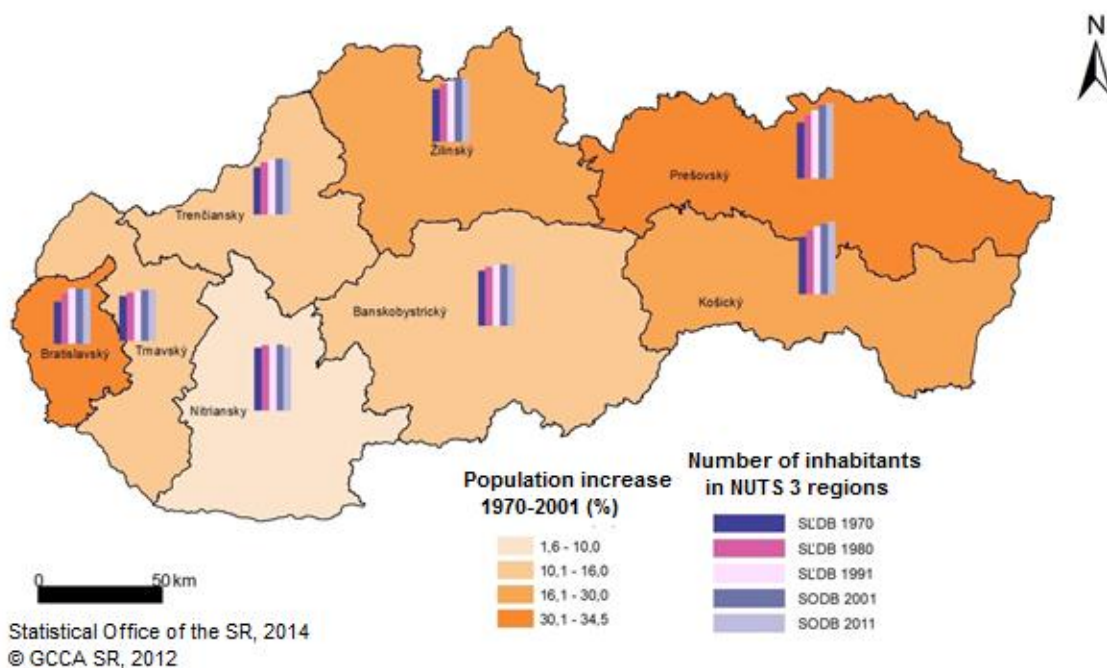 N
Žilinský
Prešovský
Trenčiansky
Košický
Banskobystrický
Bratislavský
Trnavský
Nitriansky
Population increase
1970-2001 (%)
1,6 - 10,0
10,1 - 16,0
16,1 - 30,0
30,1 - 34,5
Number of inhabitants
in NUTS 3 regions
SĽDB 1970
SĽDB 1980
SĽDB 1991
SODB 2001
SODB 2011
0 50 km
Statistical Office of the SR, 2014
© GCCA SR, 2012